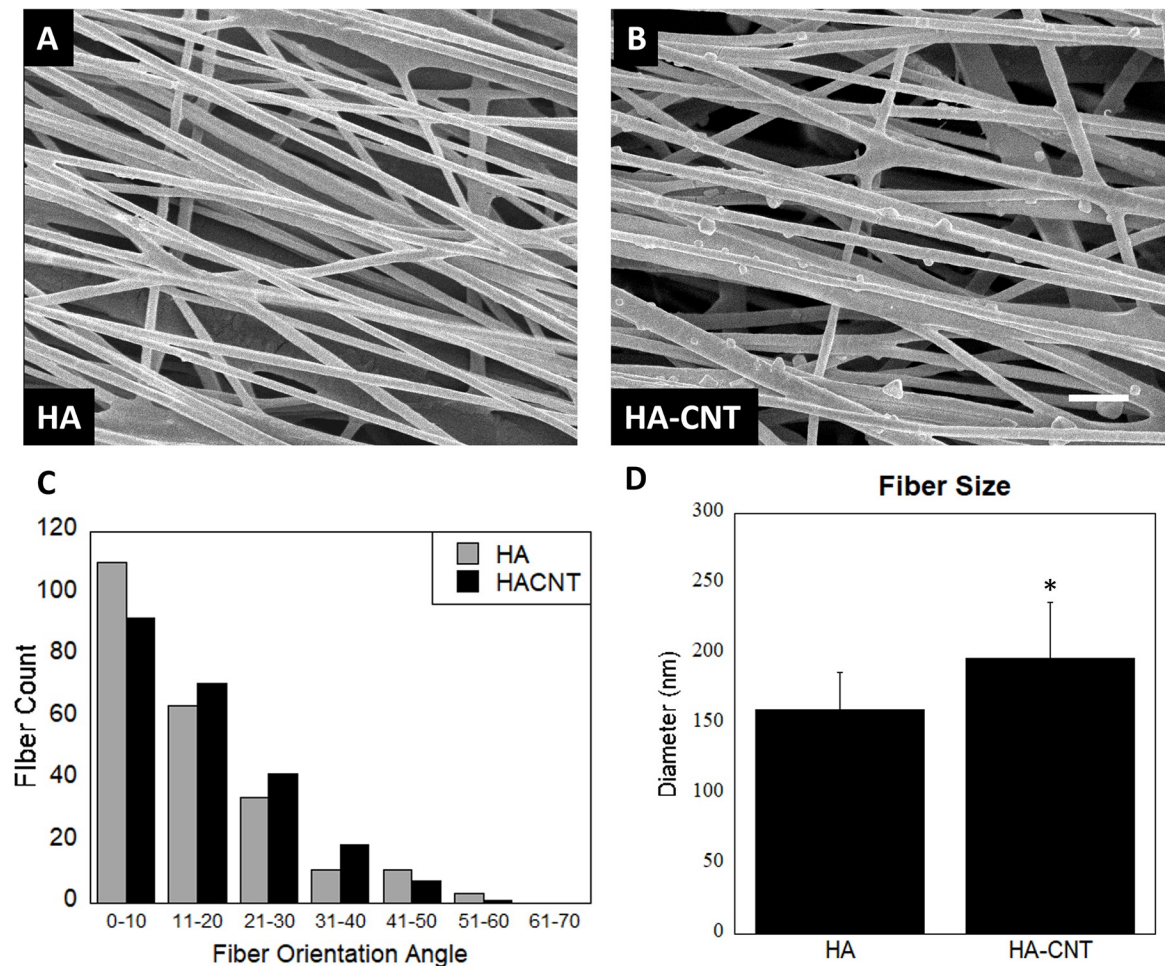 A
B
HA
HA-CNT
C
120
100
80
60
40
20
0
FIber Count
HA
HACNT
0-10 11-20 21-30 31-40 41-50 51-60 61-70
Fiber Orientation Angle
D
Fiber Size
300
250
200
150
100
50
0
Diameter (nm)
*
HA HA-CNT